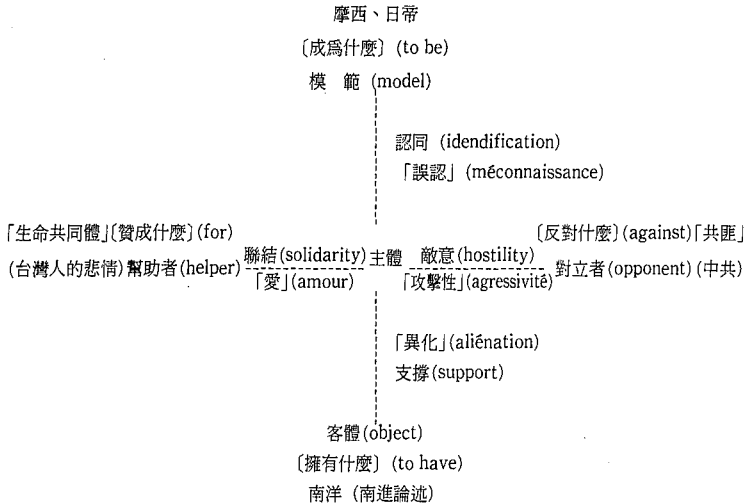 摩西、日帝
〔成爲什麼〕(to be)
模 範 (model)
認同 (idendification)
「誤認」(méconnaissance)
「生命共同體」〔贊成什麼〕(for)
〔反對什麼〕(against)「共匪」
(台灣人的悲情) 幫助者(helper) 聯結(solidarity) 主體 敵意(hostility) 對立者(opponent) (中共)
「愛」(amour)
「攻擊性」(agressivité)
「異化」(aliénation)
支撐(support)
客體(object)
〔擁有什麼〕(to have)
南洋 (南進論述)